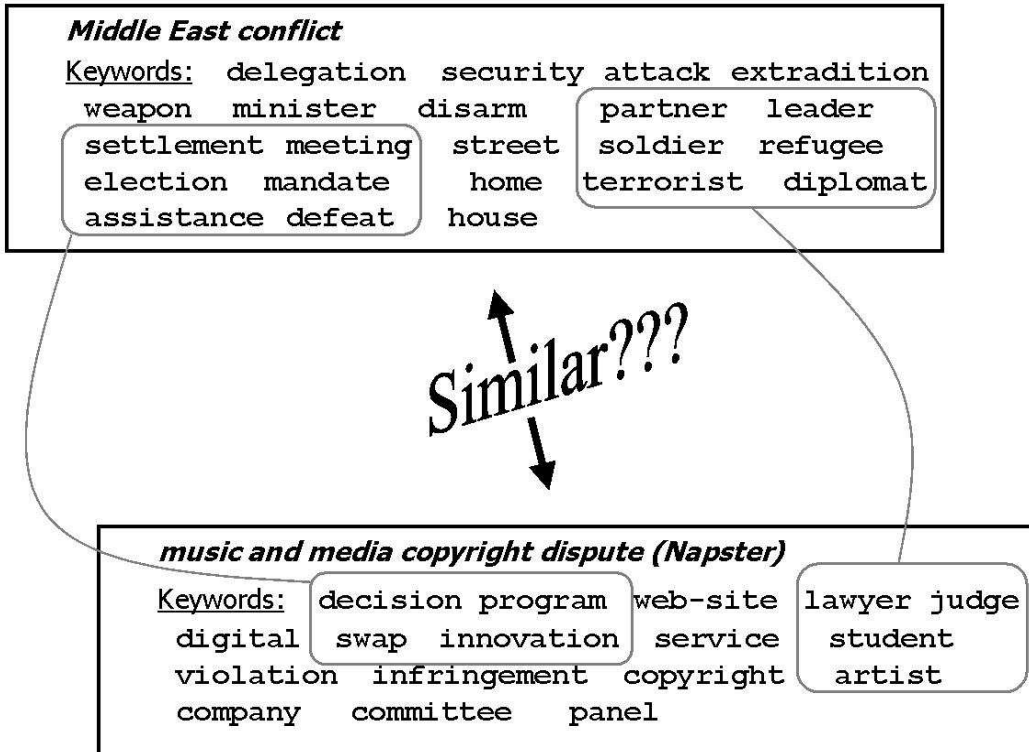 Middle East conflict
Keywords: delegation security attack extradition
weapon minister disarm partner leader
settlement meeting street soldier refugee
election mandate home terrorist diplomat
assistance defeat house
Similar???
music and media copyright dispute (Napster)
Keywords: decision program web-site lawyer judge
digital swap innovation service student
violation infringement copyright artist
company committee panel